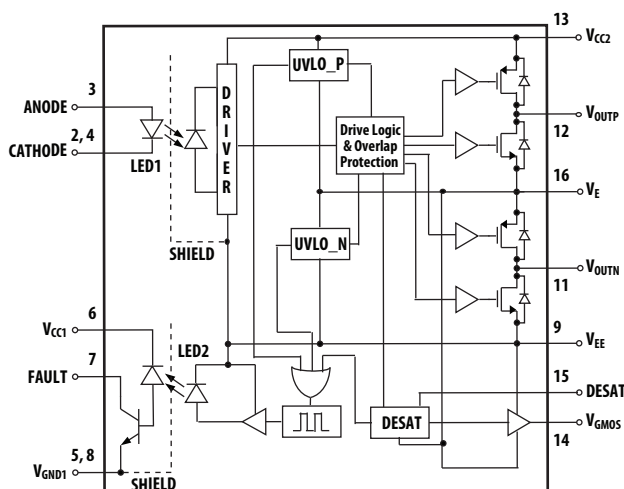 13
VCC2
UVLO_P
3
ANODE
DRIVER
VOUTP
Drive Logic
& Overlap
Protection
12
2, 4
CATHODE
LED1
16
VE
UVLO_N
SHIELD
VOUTN
11
6
9
VCC1
LED2
VEE
7
15
FAULT
DESAT
DESAT
VGMOS
14
5, 8
VGND1
SHIELD